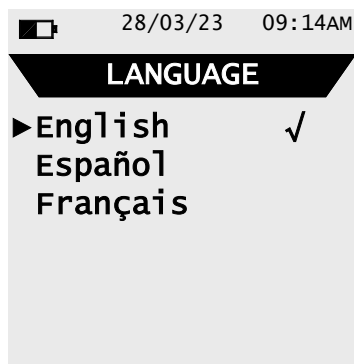 28/03/23 09:14AM
LANGUAGE
►English √
Español
Français